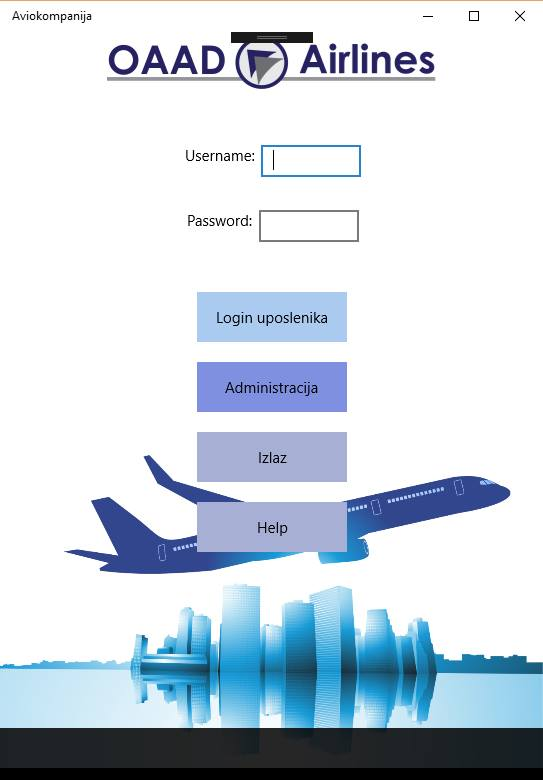 Aviokompanija
OAAD Airlines
Username:
Password:
Login uposlenika
Administracija
Izlaz
Help